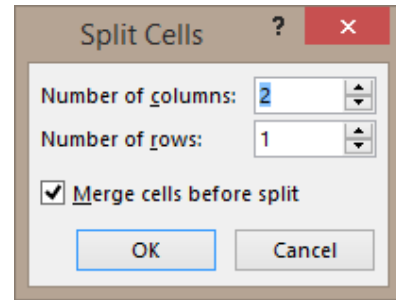 Split Cells ? ×
Number of columns: 2
Number of rows: 1
Merge cells before split
OK Cancel